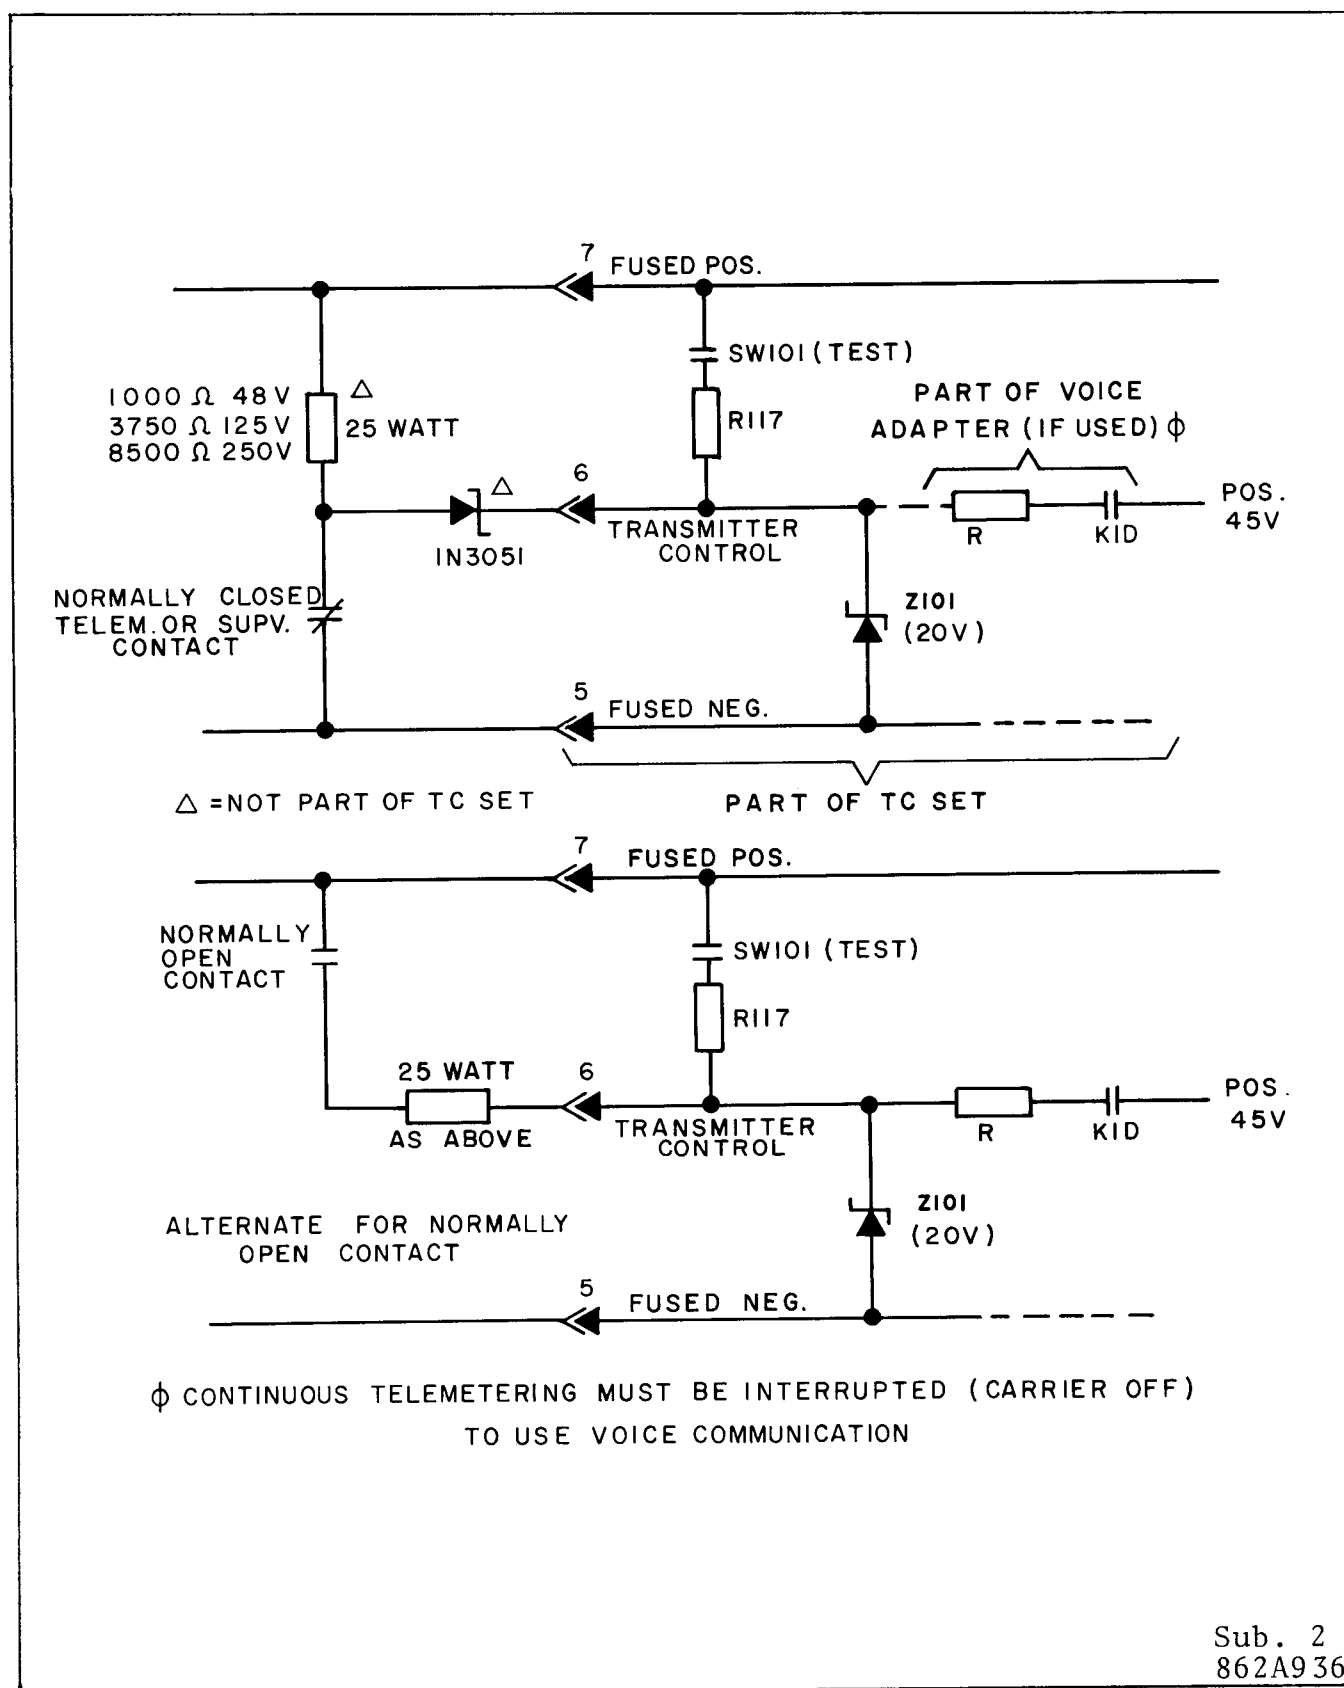 7
FUSED POS.
SW101 (TEST)
1000 Ω 48V
3750 Ω 125V
8500 Ω 250V
△
25 WATT
R117
PART OF VOICE
ADAPTER (IF USED) ϕ
6
△
1N3051
TRANSMITTER
CONTROL
R
K1D
POS.
45V
NORMALLY CLOSED
TELEM. OR SUPV.
CONTACT
Z101
(20V)
5
FUSED NEG.
△ = NOT PART OF TC SET
PART OF TC SET
7
FUSED POS.
NORMALLY
OPEN
CONTACT
SW101 (TEST)
R117
25 WATT
AS ABOVE
6
TRANSMITTER
CONTROL
R
K1D
POS.
45V
Z101
(20V)
ALTERNATE FOR NORMALLY
OPEN CONTACT
5
FUSED NEG.
ϕ CONTINUOUS TELEMETERING MUST BE INTERRUPTED (CARRIER OFF)
TO USE VOICE COMMUNICATION
Sub. 2
862A936